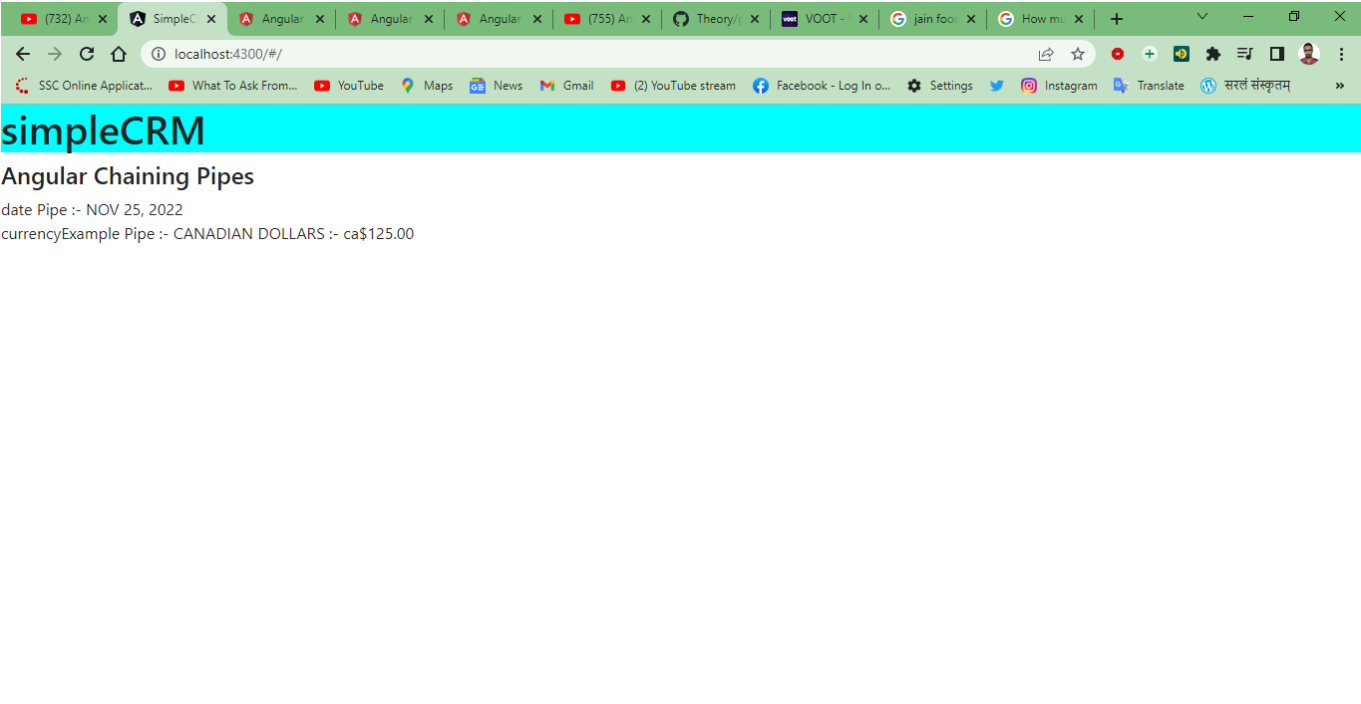 (732) An SimpleC Angular Angular Angular (755) An Theory/p VOOT - jain food How mu
localhost:4300/#/
SSC Online Applicat... What To Ask From... YouTube Maps News Gmail (2) YouTube stream Facebook - Log In o... Settings Instagram Translate सरलं संस्कृतम् »
simpleCRM
Angular Chaining Pipes
date Pipe :- NOV 25, 2022
currencyExample Pipe :- CANADIAN DOLLARS :- ca$125.00